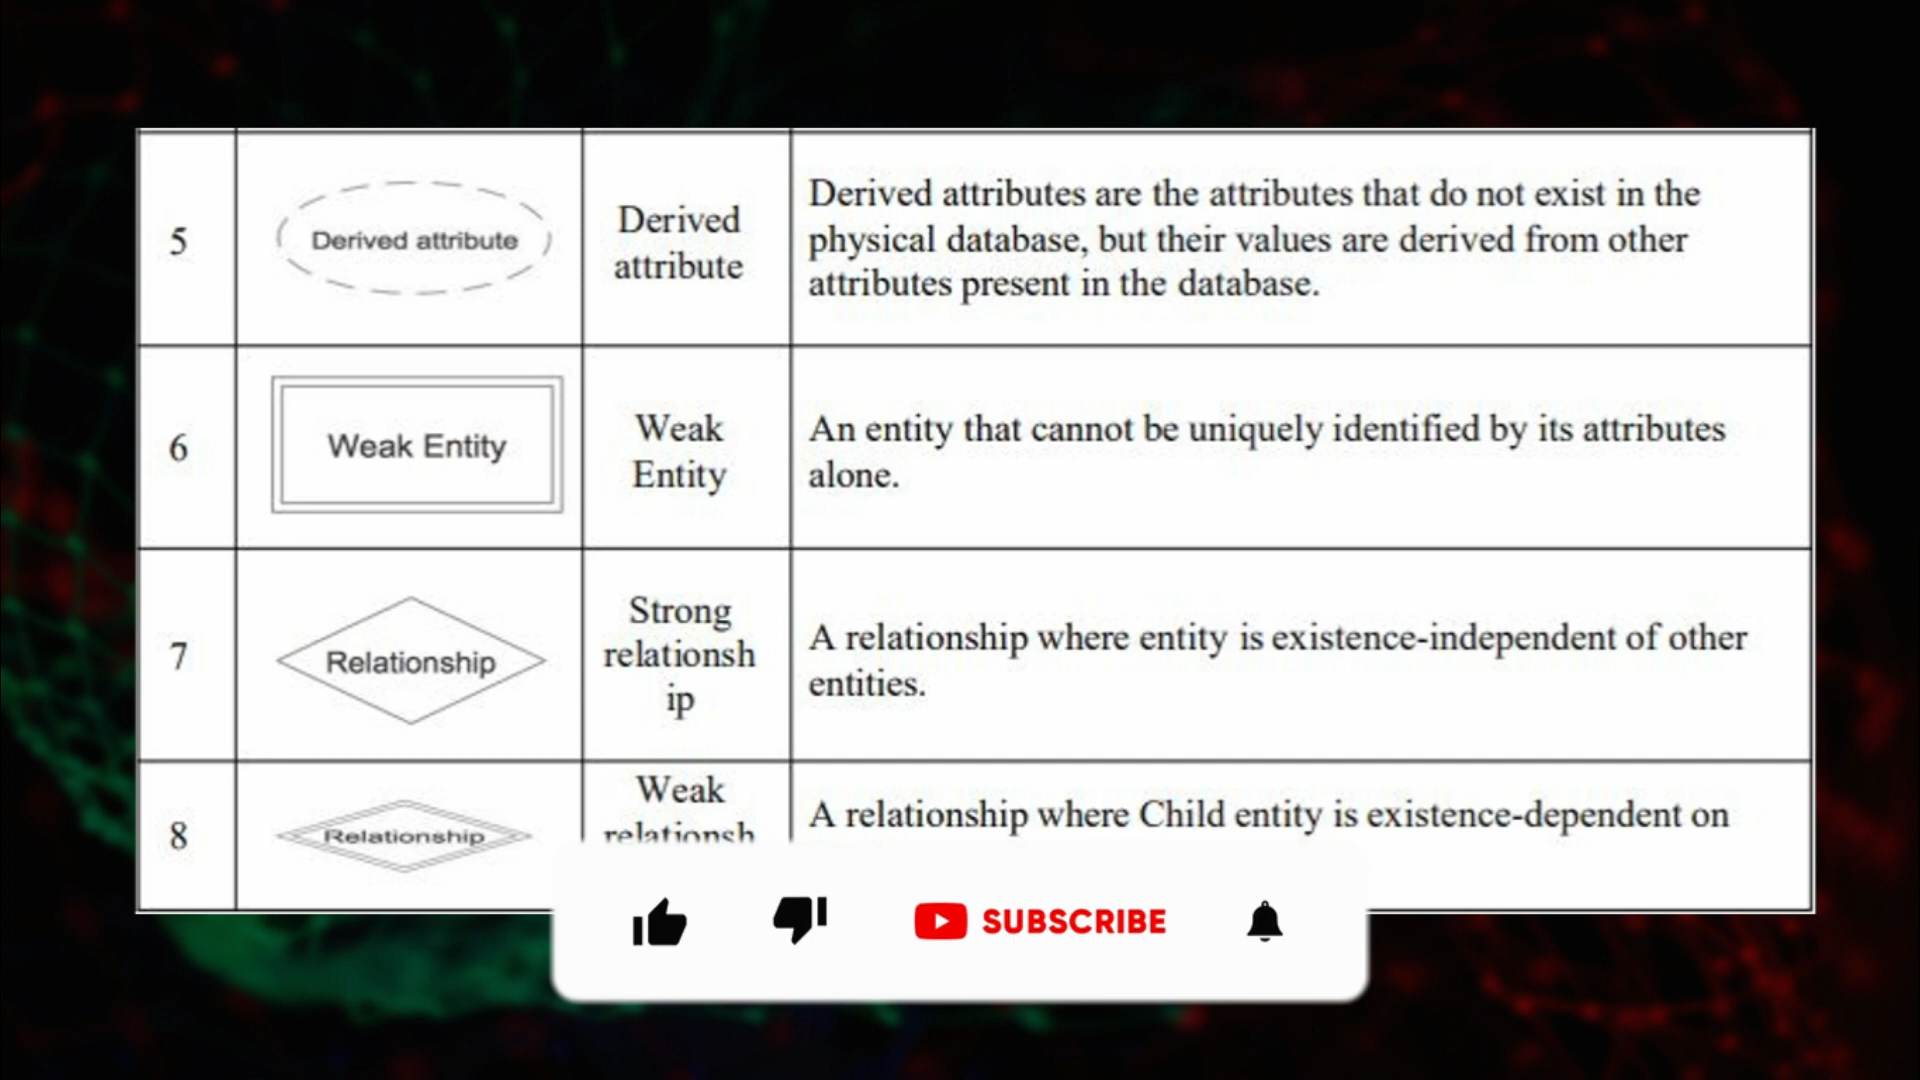 5
Derived attribute
Derived
attribute
Derived attributes are the attributes that do not exist in the
physical database, but their values are derived from other
attributes present in the database.
6
Weak Entity
Weak
Entity
An entity that cannot be uniquely identified by its attributes
alone.
7
Relationship
Strong
relationsh
ip
A relationship where entity is existence-independent of other
entities.
8
Relationship
Weak
relationsh
A relationship where Child entity is existence-dependent on
SUBSCRIBE